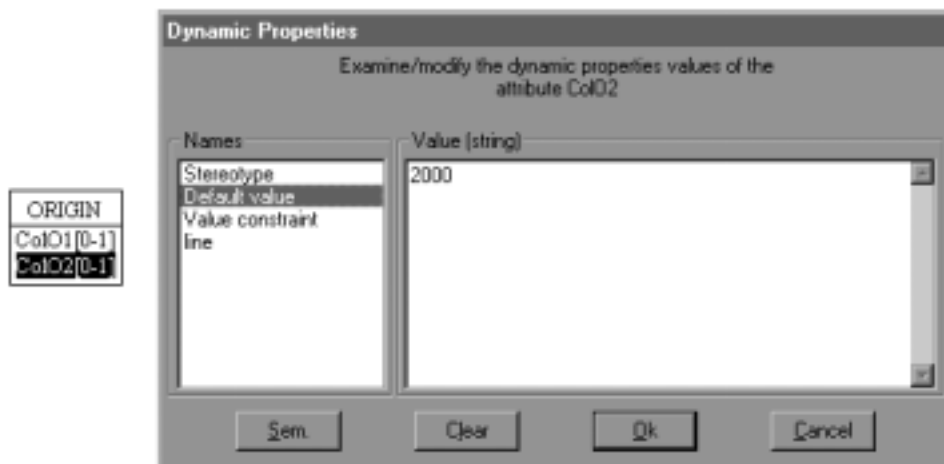 ORIGIN
ColO1[0-1]
ColO2[0-1]
Dynamic Properties
Examine/modify the dynamic properties values of the
attribute ColO2
Names
Stereotype
Default value
Value constraint
line
Value (string)
2000
Sem.
Clear
Ok
Cancel